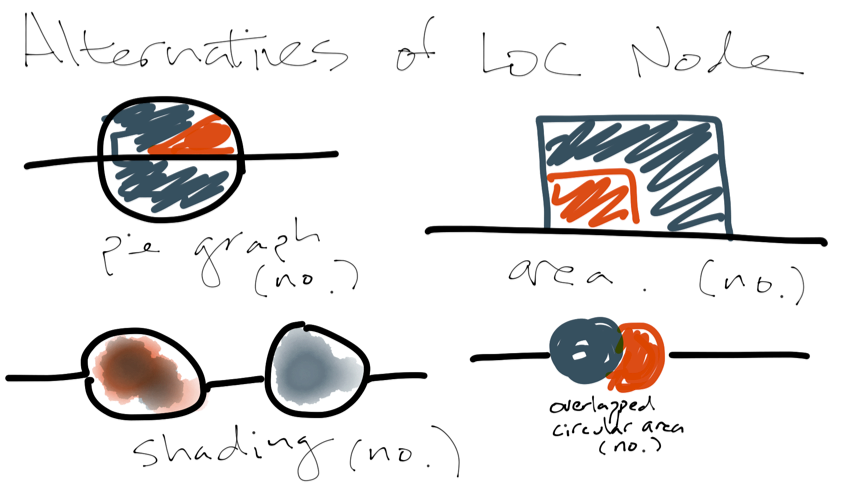 Alternatives of LOC Node
pie graph
(no.)
area. (no.)
shading (no.)
overlapped
circular area
(no.)